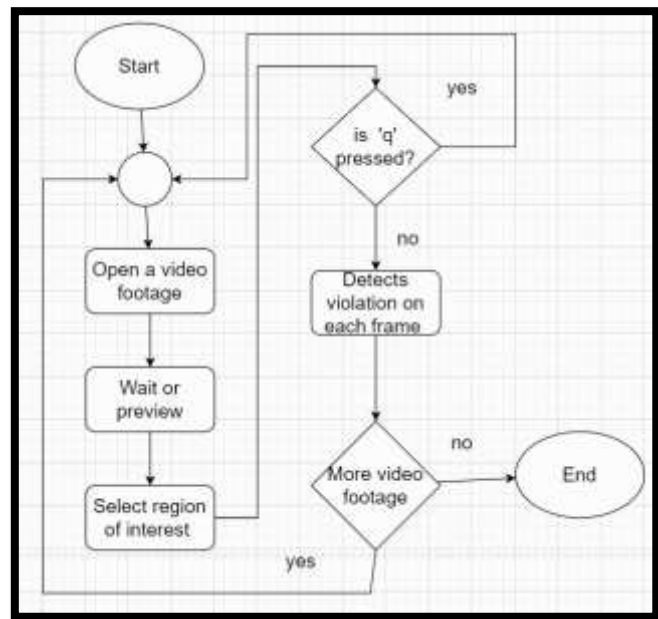 Start
Open a video
footage
Wait or
preview
Select region
of interest
yes
is 'q'
pressed?
no
Detects
violation on
each frame
More video
footage
no
End
yes